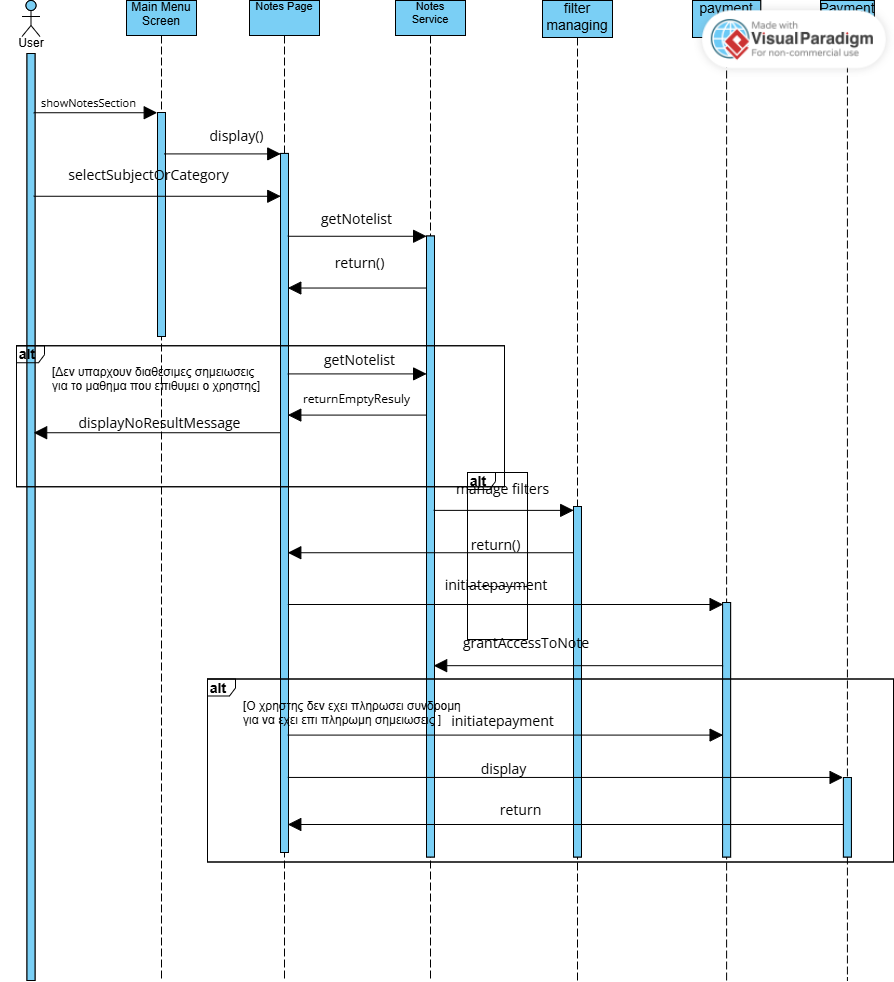 User
Main Menu
Screen
Notes Page
Notes
Service
filter
managing
payment
Payment
Made with
VisualParadigm
For non-commercial use
showNotesSection
display()
selectSubjectOrCategory
getNotelist
return()
alt
[Δεν υπαρχουν διαθέσιμες σημειωσεις
για το μαθημα που επιθυμει ο χρηστης]
getNotelist
returnEmptyResuly
displayNoResultMessage
alt
manage filters
return()
initiatepayment
grantAccessToNote
alt
[Ο χρηστης δεν εχει πληρωσει συνδρομη
για να εχει επι πληρωμη σημειωσεις ]
initiatepayment
display
return